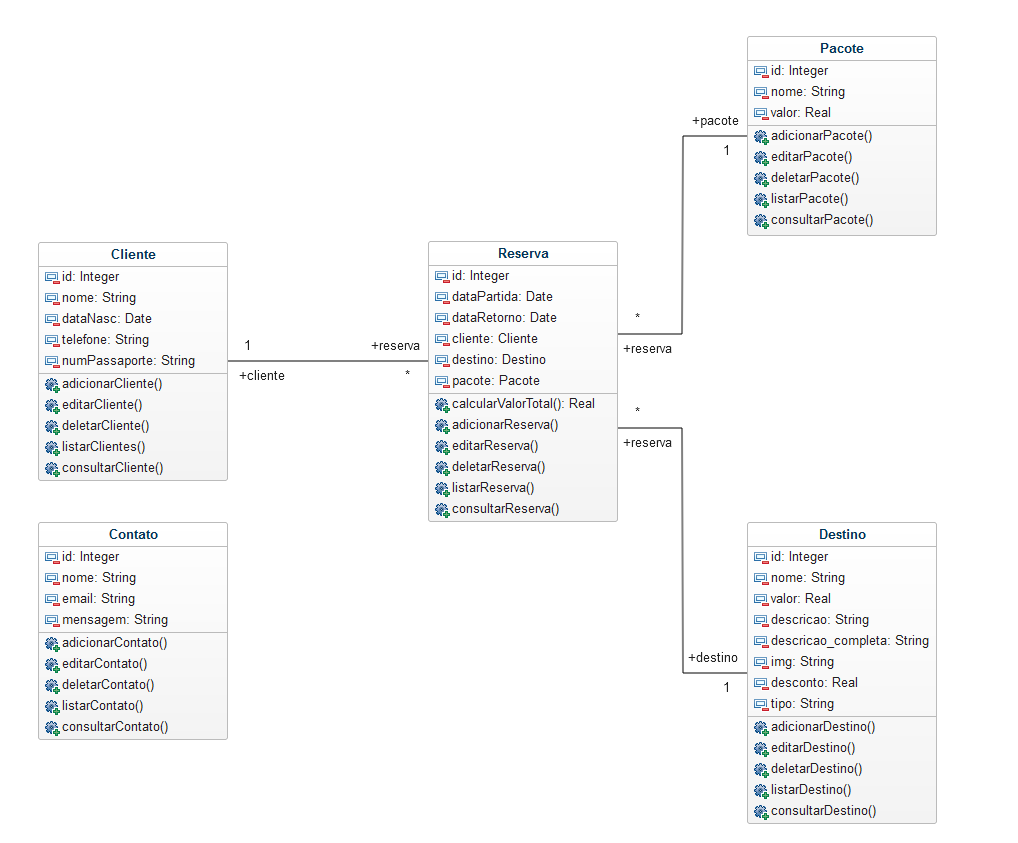 Pacote
id: Integer
nome: String
valor: Real
adicionarPacote()
editarPacote()
deletarPacote()
listarPacote()
consultarPacote()
+pacote
1
Cliente
id: Integer
nome: String
dataNasc: Date
telefone: String
numPassaporte: String
adicionarCliente()
editarCliente()
deletarCliente()
listarClientes()
consultarCliente()
1
+cliente
+reserva
*
Reserva
id: Integer
dataPartida: Date
dataRetorno: Date
cliente: Cliente
destino: Destino
pacote: Pacote
calcularValorTotal(): Real
adicionarReserva()
editarReserva()
deletarReserva()
listarReserva()
consultarReserva()
*
+reserva
*
+reserva
Contato
id: Integer
nome: String
email: String
mensagem: String
adicionarContato()
editarContato()
deletarContato()
listarContato()
consultarContato()
+destino
1
Destino
id: Integer
nome: String
valor: Real
descricao: String
descricao_completa: String
img: String
desconto: Real
tipo: String
adicionarDestino()
editarDestino()
deletarDestino()
listarDestino()
consultarDestino()